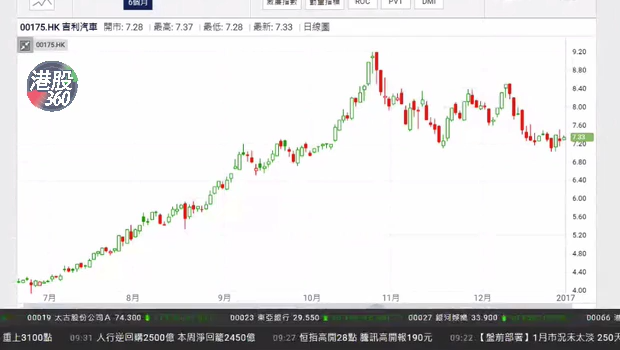 6個月
ROC
PVT
DMI
00175.HK 吉利汽車 開市: 7.28 最高: 7.37 最低: 7.28 最新: 7.33 日線圖
00175.HK
港股
360
9.20
8.80
8.40
8.00
7.60
7.33
7.20
6.80
6.40
6.00
5.60
5.20
4.80
4.40
4.00
7月 8月 9月 10月 11月 12月 2017
00019 太古股份公司A 74.300 00023 東亞銀行 29.550 00027 銀河娛樂 33.900 00066 港
重上3100點 09:31 人行逆回購2500億 本周淨回籠2450億 09:27 恒指高開28點 騰訊高開報190元 09:22 【盤前部署】1月市況未太淡 250天